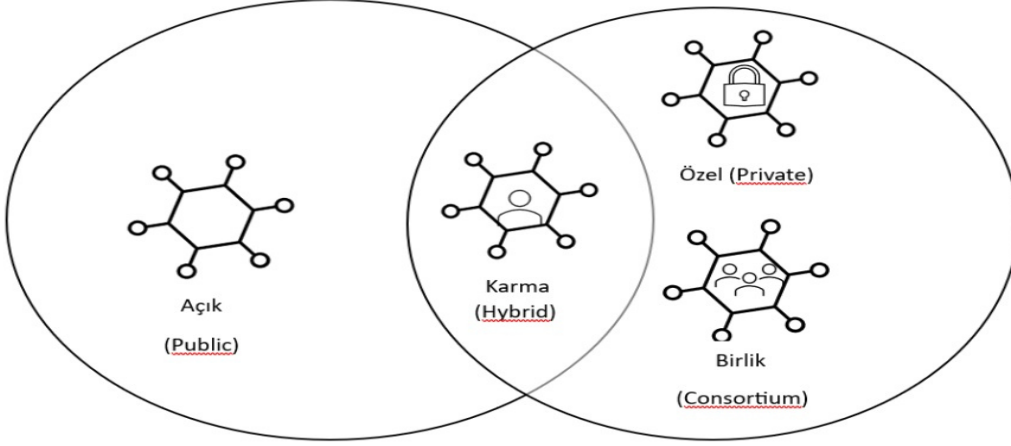 Açık
(Public)
Karma
(Hybrid)
Özel (Private)
Birlik
(Consortium)